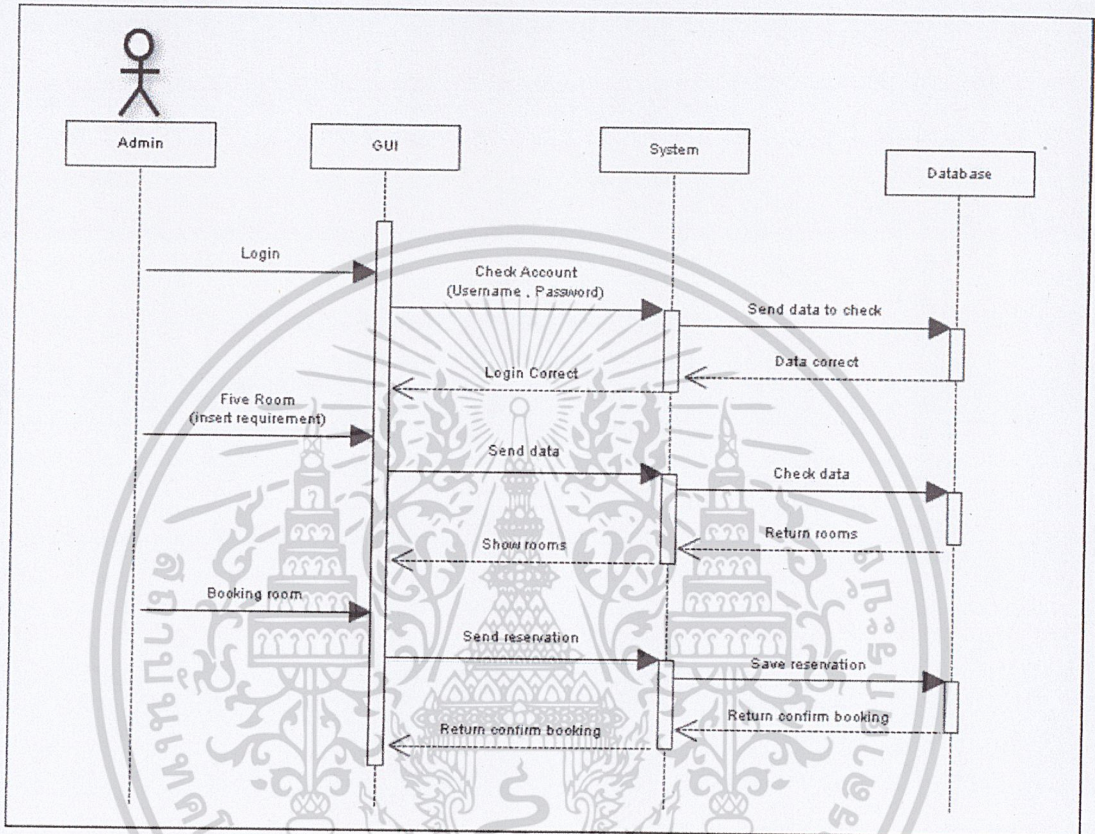 Admin
GUI
System
Database
Login
Check Account
(Username , Password)
Send data to check
Data correct
Login Correct
Five Room
(insert requirement)
Send data
Check data
Return rooms
Show rooms
Booking room
Send reservation
Save reservation
Return confirm booking
Return confirm booking